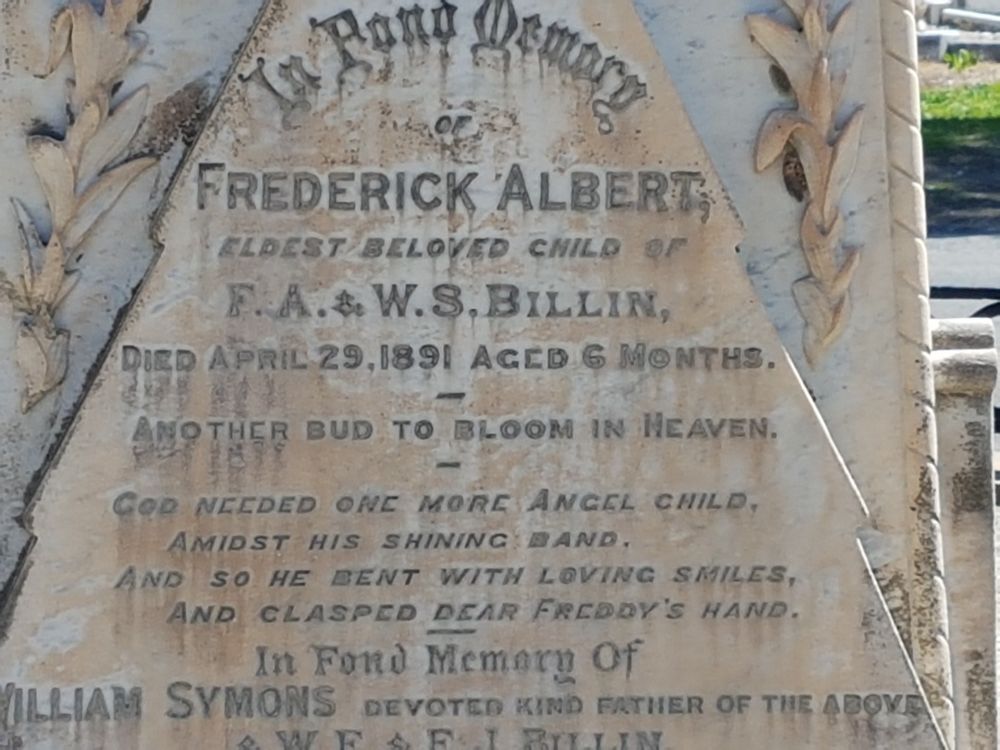 In Fond Memory
OF
FREDERICK ALBERT,
ELDEST BELOVED CHILD OF
F. A. & W. S. BILLIN,
DIED APRIL 29, 1891 AGED 6 MONTHS.
ANOTHER BUD TO BLOOM IN HEAVEN.
GOD NEEDED ONE MORE ANGEL CHILD,
AMIDST HIS SHINING BAND,
AND SO HE BENT WITH LOVING SMILES,
AND CLASPED DEAR FREDDY'S HAND.
In Fond Memory Of
WILLIAM SYMONS DEVOTED KIND FATHER OF THE ABOVE
& W. F. & E. J. BILLIN.